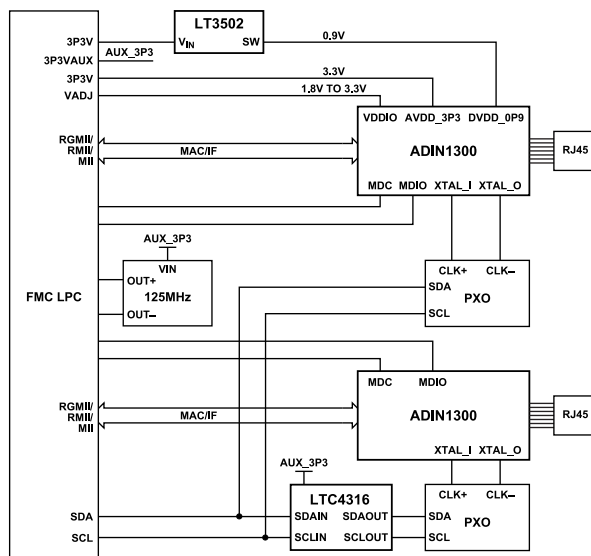 LT3502
V_IN SW
0.9V
3P3V
AUX_3P3
3P3VAUX
3.3V
3P3V
1.8V TO 3.3V
VADJ
VDDIO AVDD_3P3 DVDD_0P9
RGMII/
RMII/
MII
MAC/IF
ADIN1300
RJ45
MDC MDIO XTAL_I XTAL_O
AUX_3P3
VIN
OUT+
125MHz
OUT–
FMC LPC
CLK+ CLK–
SDA
PXO
SCL
MDC MDIO
RGMII/
RMII/
MII
MAC/IF
ADIN1300
RJ45
XTAL_I XTAL_O
AUX_3P3
LTC4316
CLK+ CLK–
SDA
SDAIN SDAOUT
SDA
PXO
SCL
SCLIN SCLOUT
SCL